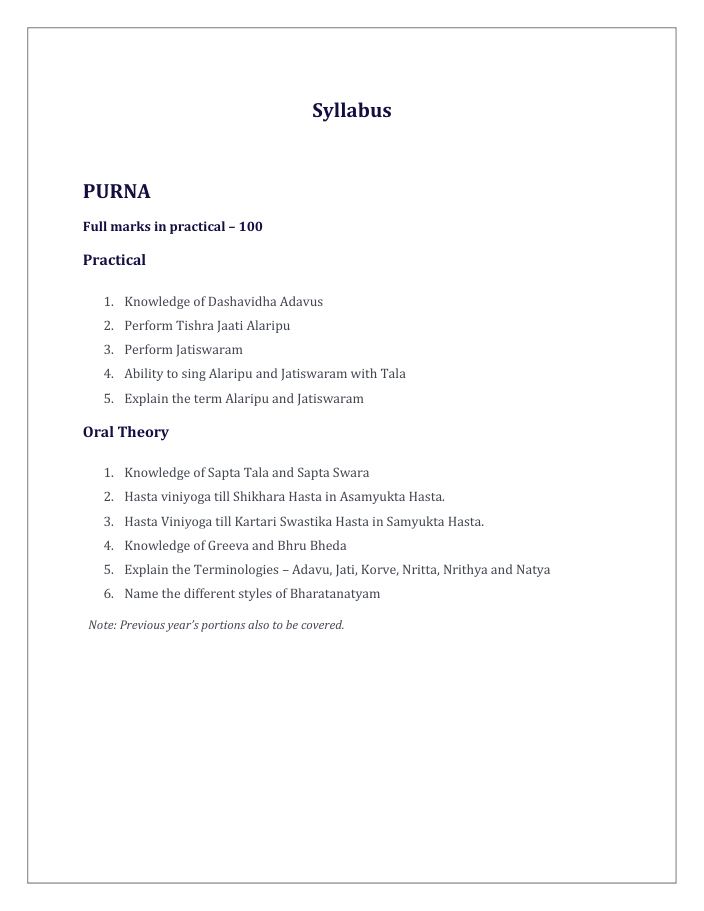 Syllabus
PURNA
Full marks in practical – 100
Practical
1. Knowledge of Dashavidha Adavus
2. Perform Tishra Jaati Alaripu
3. Perform Jatiswaram
4. Ability to sing Alaripu and Jatiswaram with Tala
5. Explain the term Alaripu and Jatiswaram
Oral Theory
1. Knowledge of Sapta Tala and Sapta Swara
2. Hasta viniyoga till Shikhara Hasta in Asamyukta Hasta.
3. Hasta Viniyoga till Kartari Swastika Hasta in Samyukta Hasta.
4. Knowledge of Greeva and Bhru Bheda
5. Explain the Terminologies – Adavu, Jati, Korve, Nritta, Nrithya and Natya
6. Name the different styles of Bharatanatyam
Note: Previous year's portions also to be covered.